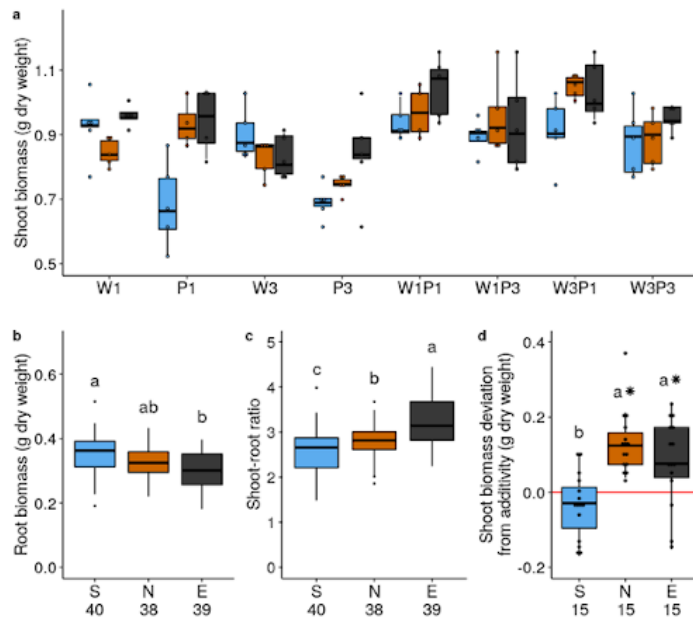 a
Shoot biomass (g dry weight)
1.1
0.9
0.7
0.5
W1 P1 W3 P3 W1P1 W1P3 W3P1 W3P3
b
Root biomass (g dry weight)
0.6
0.4
0.2
0.0
a ab b
S N E
40 38 39
c
Shoot-root ratio
5
4
3
2
1
0
c b a
S N E
40 38 39
d
Shoot biomass deviation
from additivity (g dry weight)
0.4
0.2
0.0
-0.2
b a* a*
S N E
15 15 15